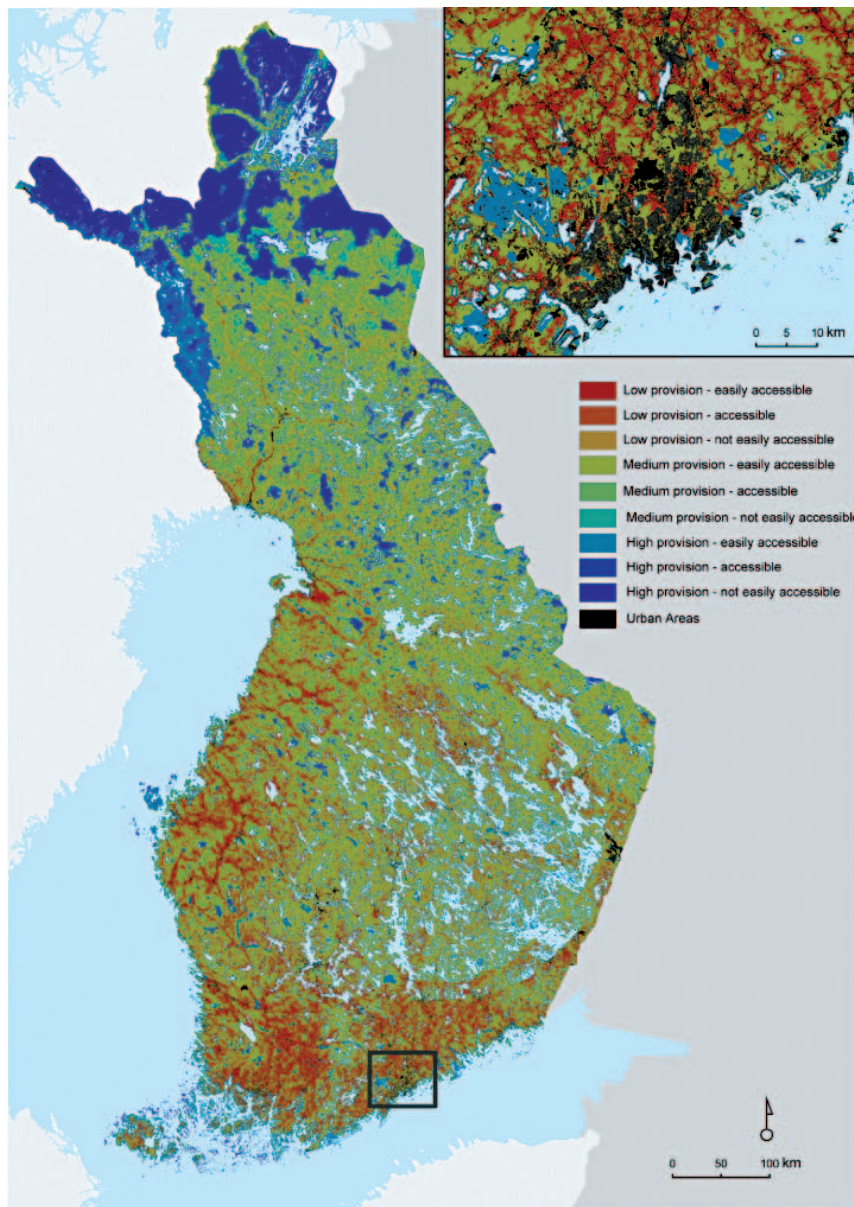 0 5 10 km
Low provision - easily accessible
Low provision - accessible
Low provision - not easily accessible
Medium provision - easily accessible
Medium provision - accessible
Medium provision - not easily accessible
High provision - easily accessible
High provision - accessible
High provision - not easily accessible
Urban Areas
0 50 100 km